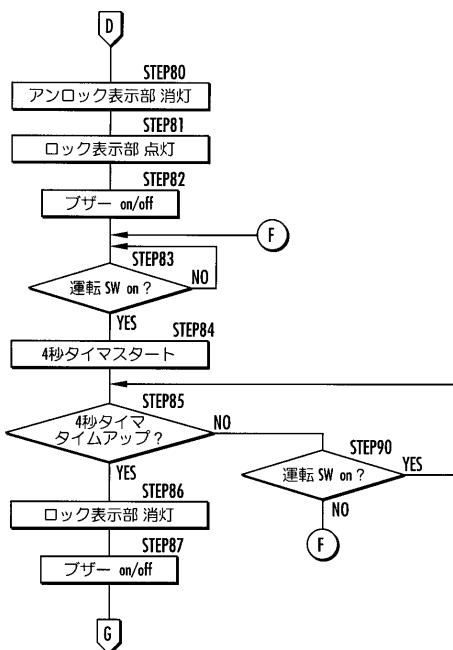 D
STEP80
アンロック表示部 消灯
STEP81
ロック表示部 点灯
STEP82
ブザー on/off
F
STEP83
運転 SW on ?
NO
YES
STEP84
4秒タイマスタート
STEP85
4秒タイマ
タイムアップ ?
NO
YES
STEP90
運転 SW on ?
YES
NO
F
STEP86
ロック表示部 消灯
STEP87
ブザー on/off
G